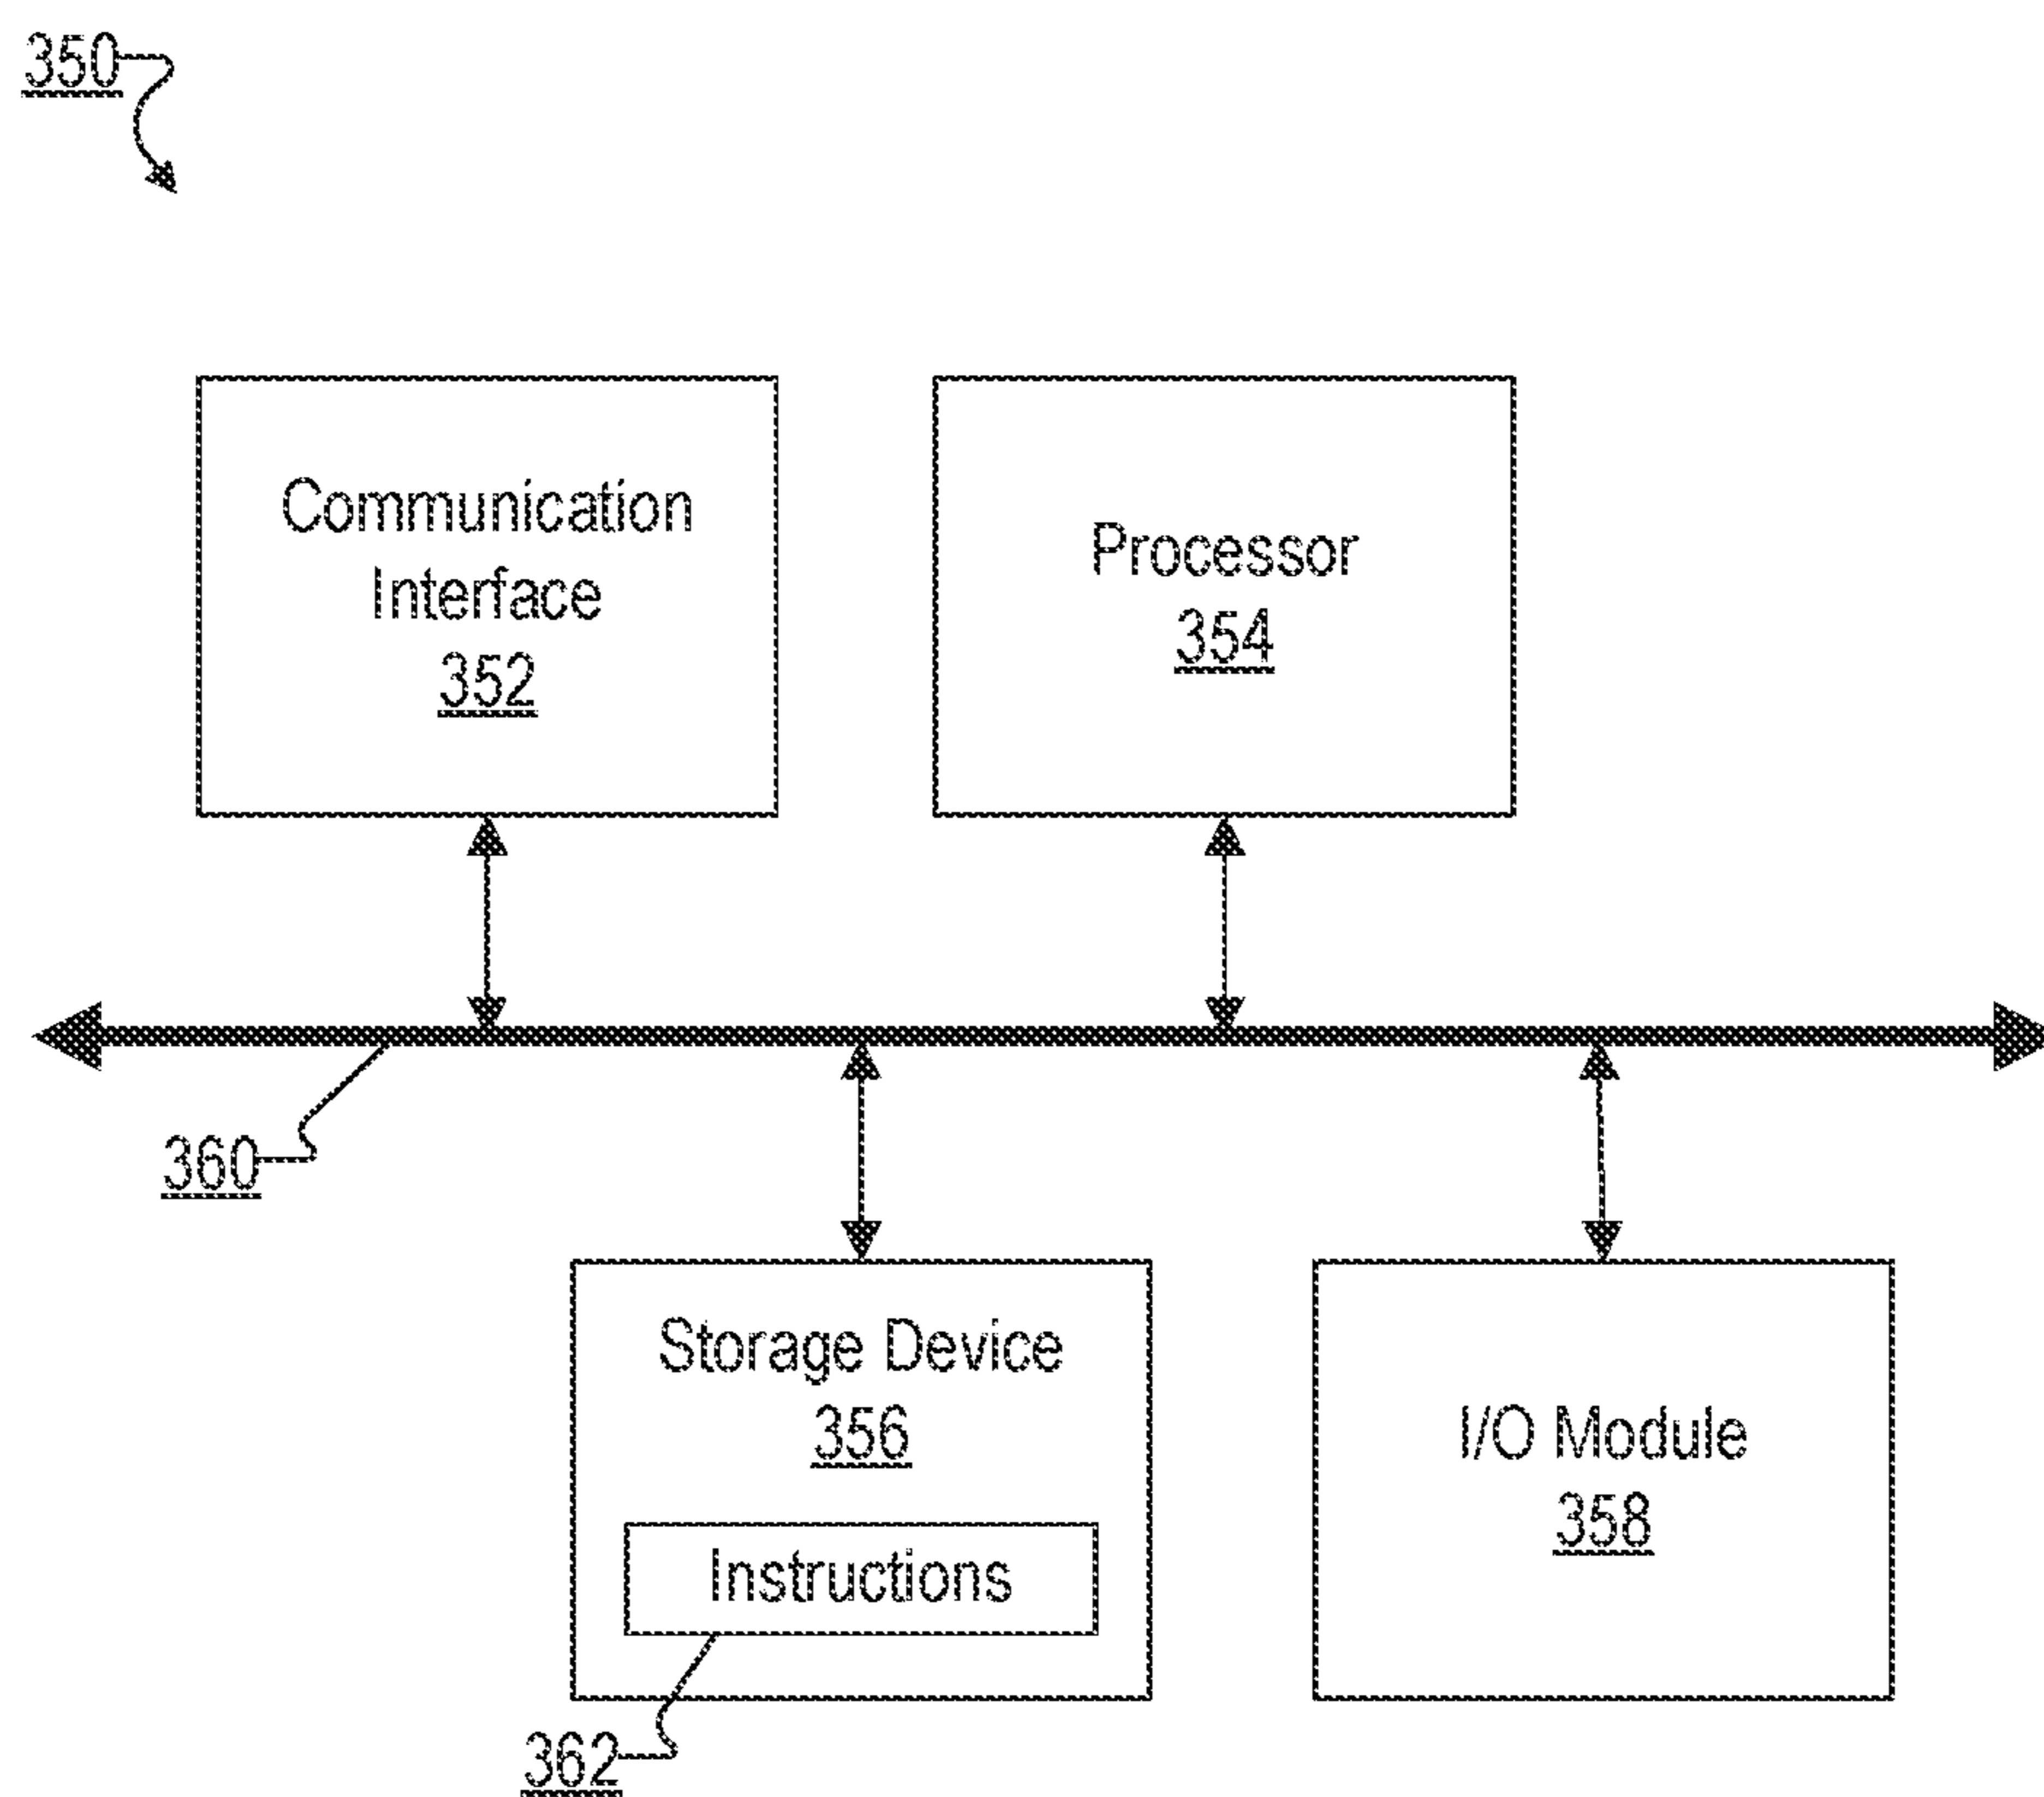 350
Communication
Interface
352
Processor
354
360
Storage Device
356
Instructions
I/O Module
358
362